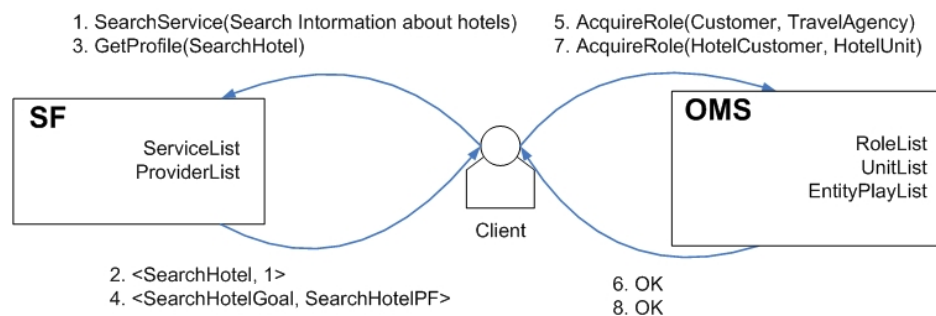 1. SearchService(Search Intormation about hotels)
3. GetProfile(SearchHotel)
5. AcquireRole(Customer, TravelAgency)
7. AcquireRole(HotelCustomer, HotelUnit)
SF
ServiceList
ProviderList
OMS
RoleList
UnitList
EntityPlayList
Client
2. <SearchHotel, 1>
4. <SearchHotelGoal, SearchHotelPF>
6. OK
8. OK